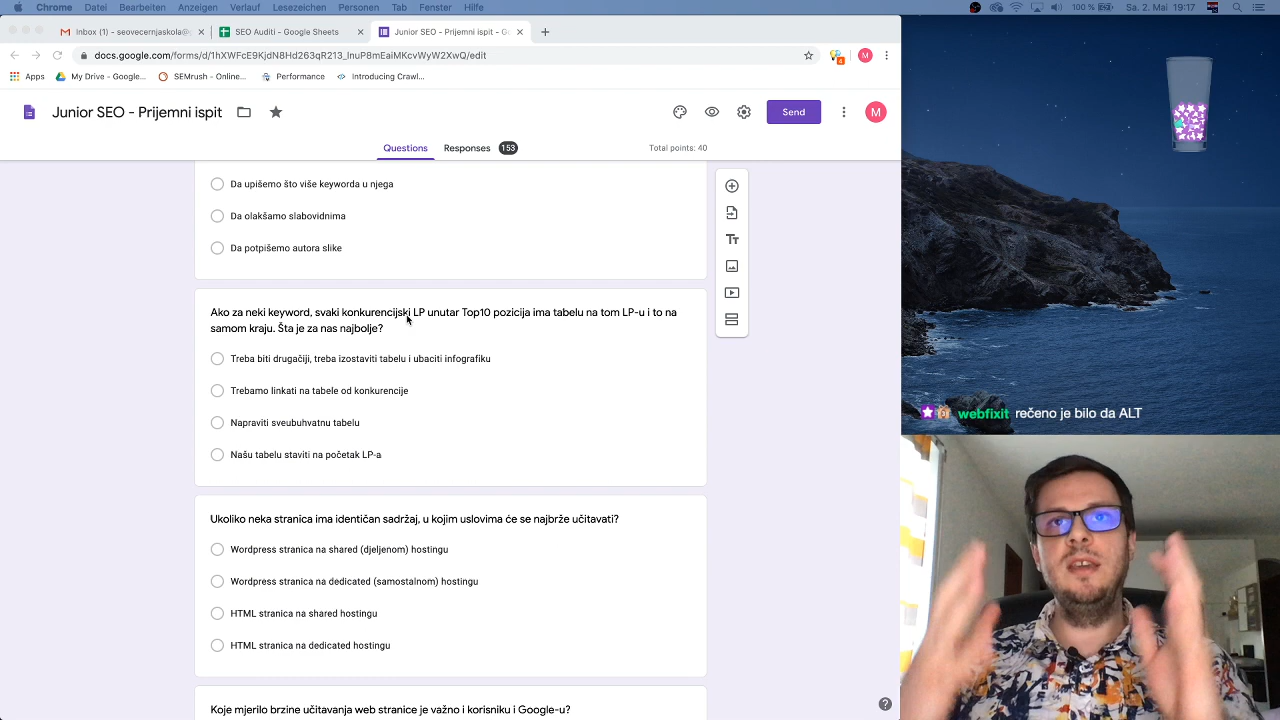 Chrome Datei Bearbeiten Anzeigen Verlauf Lesezeichen Personen Tab Fenster Hilfe 100 % Sa. 2. Mai 19:17
Inbox (1) - seovecernjaskola@g SEO Auditi - Google Sheets Junior SEO - Prijemni ispit - Go
docs.google.com/forms/d/1hXWFcE9KjdN8Hd263qR213_lnuP8mEaiMKcvWyW2XwQ/edit 4 M
Apps My Drive - Google... SEMrush - Online... Performance Introducing Crawl...
Junior SEO - Prijemni ispit Send M
Questions Responses 153 Total points: 40
Da upišemo što više keyworda u njega
Da olakšamo slabovidnima
Da potpišemo autora slike
Ako za neki keyword, svaki konkurencijski LP unutar Top10 pozicija ima tabelu na tom LP-u i to na
samom kraju. Šta je za nas najbolje?
Treba biti drugačiji, treba izostaviti tabelu i ubaciti infografiku
Trebamo linkati na tabele od konkurencije
Napraviti sveubuhvatnu tabelu
Našu tabelu staviti na početak LP-a
webfixit rečeno je bilo da ALT
Ukoliko neka stranica ima identičan sadržaj, u kojim uslovima će se najbrže učitavati?
Wordpress stranica na shared (djeljenom) hostingu
Wordpress stranica na dedicated (samostalnom) hostingu
HTML stranica na shared hostingu
HTML stranica na dedicated hostingu
Koje mjerilo brzine učitavanja web stranice je važno i korisniku i Google-u?